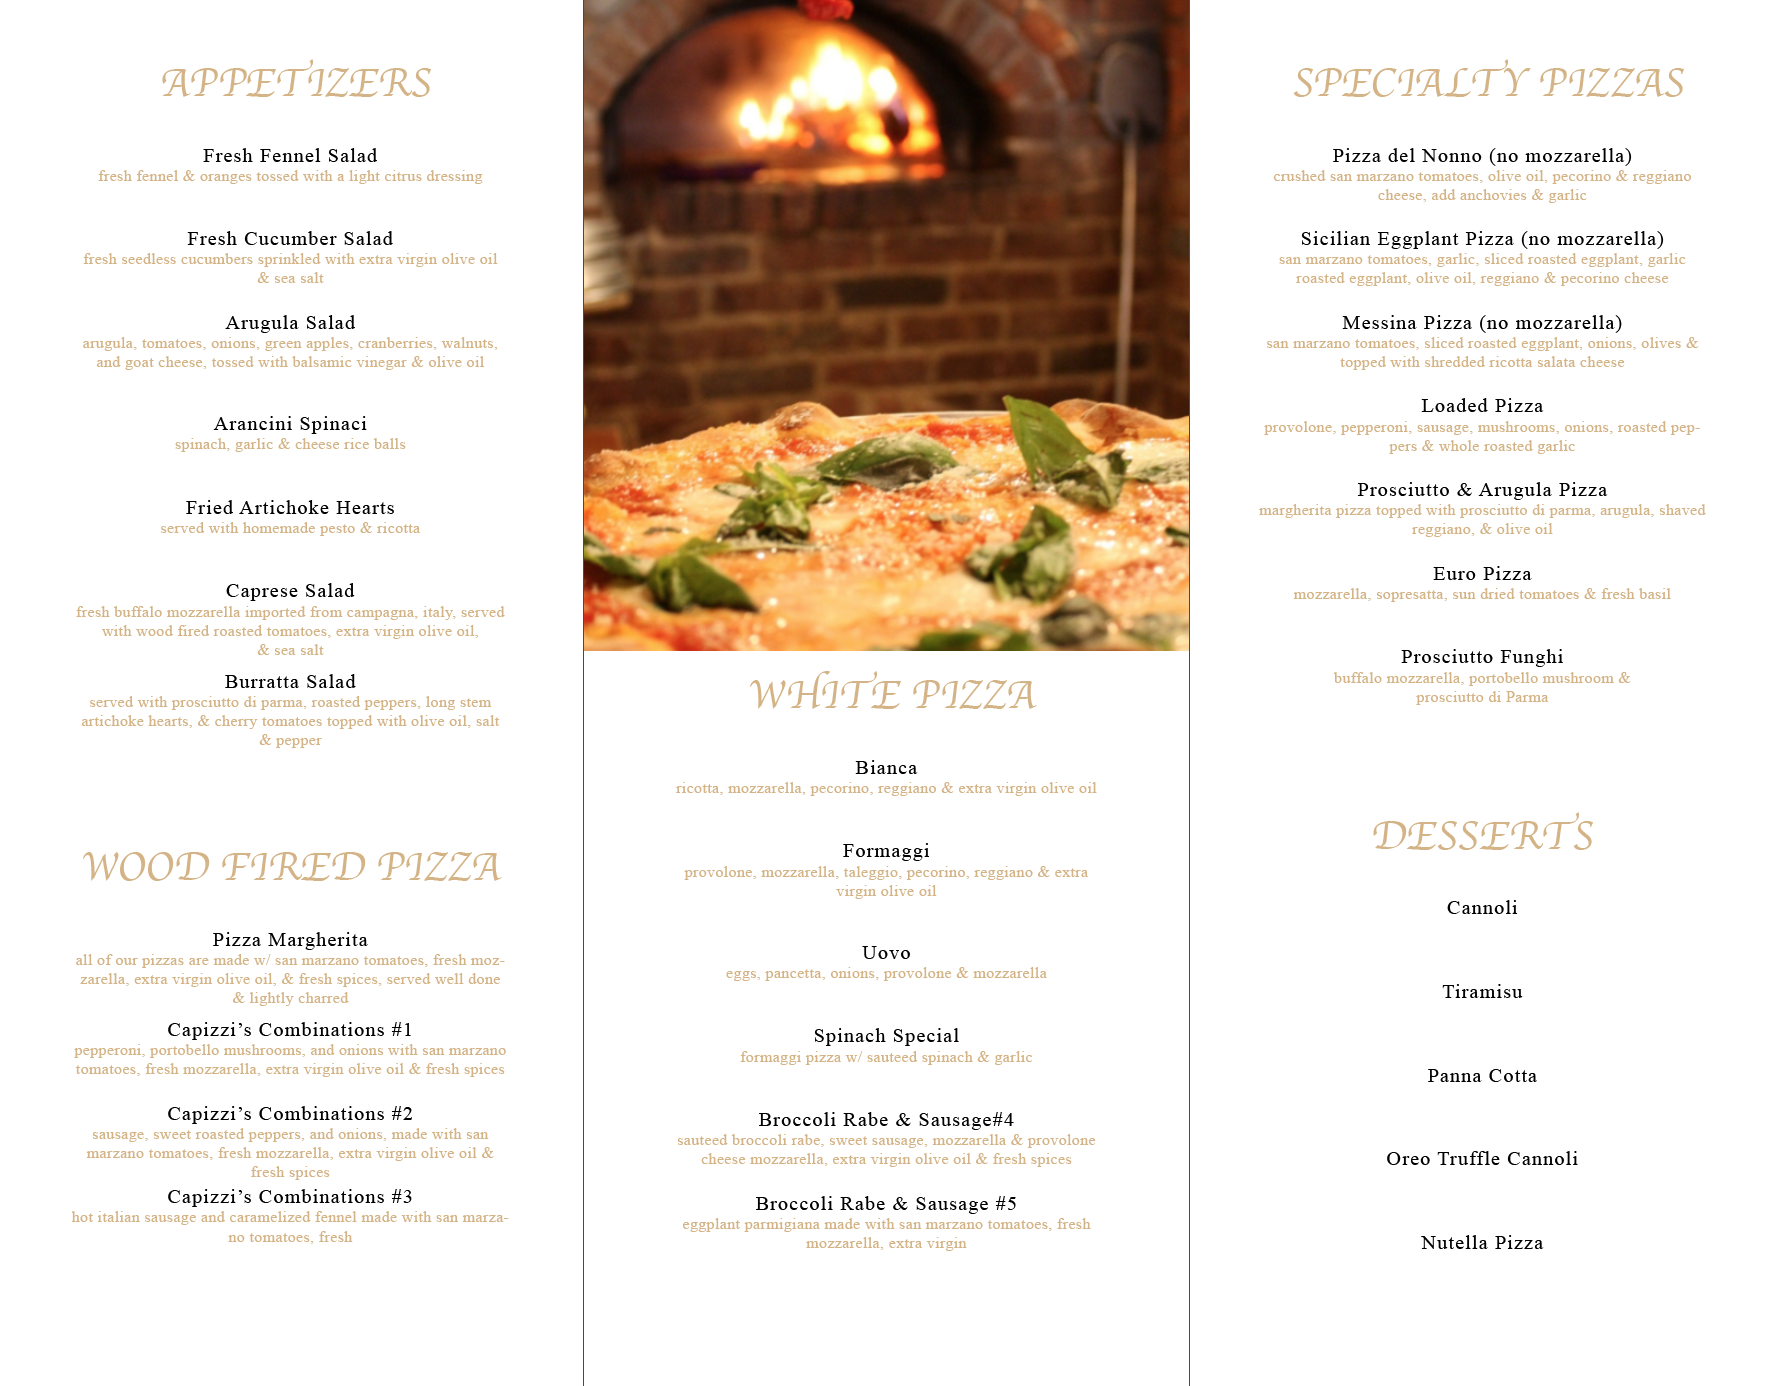 APPETIZERS
Fresh Fennel Salad
fresh fennel & oranges tossed with a light citrus dressing
Fresh Cucumber Salad
fresh seedless cucumbers sprinkled with extra virgin olive oil
& sea salt
Arugula Salad
arugula, tomatoes, onions, green apples, cranberries, walnuts,
and goat cheese, tossed with balsamic vinegar & olive oil
Arancini Spinaci
spinach, garlic & cheese rice balls
Fried Artichoke Hearts
served with homemade pesto & ricotta
Caprese Salad
fresh buffalo mozzarella imported from campagna, italy, served
with wood fired roasted tomatoes, extra virgin olive oil,
& sea salt
Burratta Salad
served with prosciutto di parma, roasted peppers, long stem
artichoke hearts, & cherry tomatoes topped with olive oil, salt
& pepper
WOOD FIRED PIZZA
Pizza Margherita
all of our pizzas are made w/ san marzano tomatoes, fresh moz-
zarella, extra virgin olive oil, & fresh spices, served well done
& lightly charred
Capizzi’s Combinations #1
pepperoni, portobello mushrooms, and onions with san marzano
tomatoes, fresh mozzarella, extra virgin olive oil & fresh spices
Capizzi’s Combinations #2
sausage, sweet roasted peppers, and onions, made with san
marzano tomatoes, fresh mozzarella, extra virgin olive oil &
fresh spices
Capizzi’s Combinations #3
hot italian sausage and caramelized fennel made with san marza-
no tomatoes, fresh
WHITE PIZZA
Bianca
ricotta, mozzarella, pecorino, reggiano & extra virgin olive oil
Formaggi
provolone, mozzarella, taleggio, pecorino, reggiano & extra
virgin olive oil
Uovo
eggs, pancetta, onions, provolone & mozzarella
Spinach Special
formaggi pizza w/ sauteed spinach & garlic
Broccoli Rabe & Sausage#4
sauteed broccoli rabe, sweet sausage, mozzarella & provolone
cheese mozzarella, extra virgin olive oil & fresh spices
Broccoli Rabe & Sausage #5
eggplant parmigiana made with san marzano tomatoes, fresh
mozzarella, extra virgin
SPECIALTY PIZZAS
Pizza del Nonno (no mozzarella)
crushed san marzano tomatoes, olive oil, pecorino & reggiano
cheese, add anchovies & garlic
Sicilian Eggplant Pizza (no mozzarella)
san marzano tomatoes, garlic, sliced roasted eggplant, garlic
roasted eggplant, olive oil, reggiano & pecorino cheese
Messina Pizza (no mozzarella)
san marzano tomatoes, sliced roasted eggplant, onions, olives &
topped with shredded ricotta salata cheese
Loaded Pizza
provolone, pepperoni, sausage, mushrooms, onions, roasted pep-
pers & whole roasted garlic
Prosciutto & Arugula Pizza
margherita pizza topped with prosciutto di parma, arugula, shaved
reggiano, & olive oil
Euro Pizza
mozzarella, sopresatta, sun dried tomatoes & fresh basil
Prosciutto Funghi
buffalo mozzarella, portobello mushroom &
prosciutto di Parma
DESSERTS
Cannoli
Tiramisu
Panna Cotta
Oreo Truffle Cannoli
Nutella Pizza